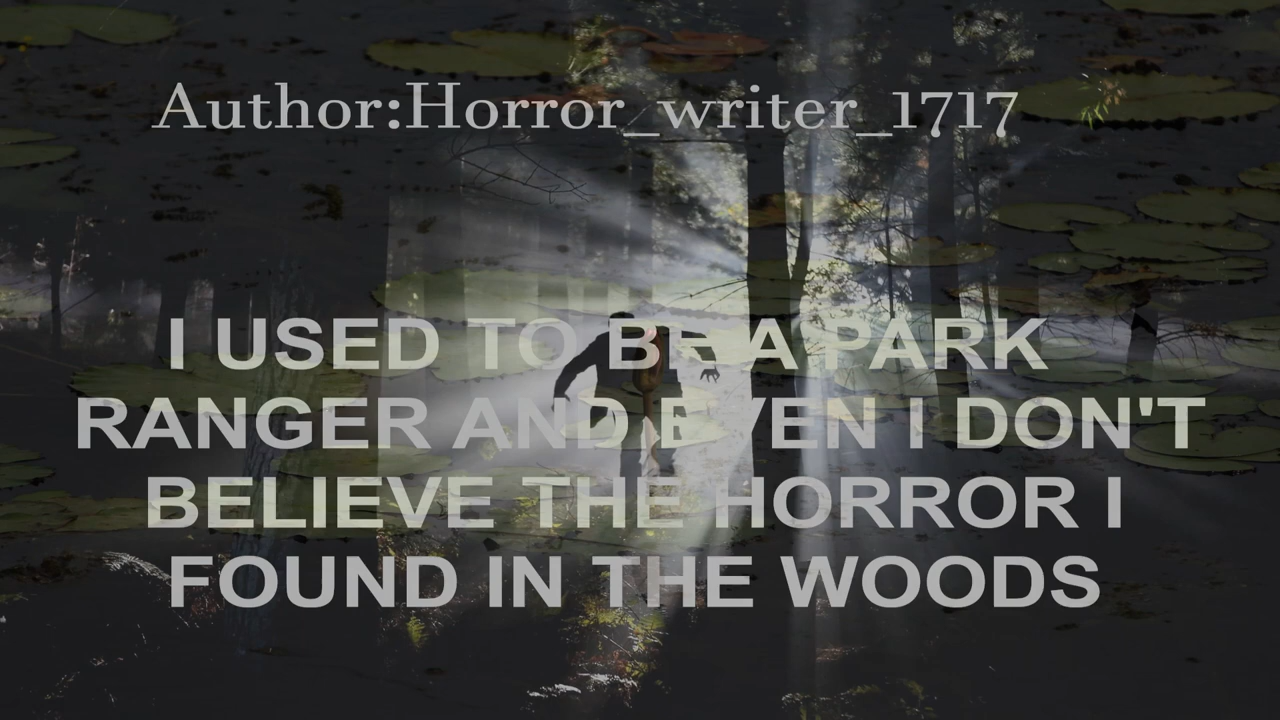 Author:Horror_writer_1717
I USED TO BE A PARK
RANGER AND EVEN I DON'T
BELIEVE THE HORROR I
FOUND IN THE WOODS